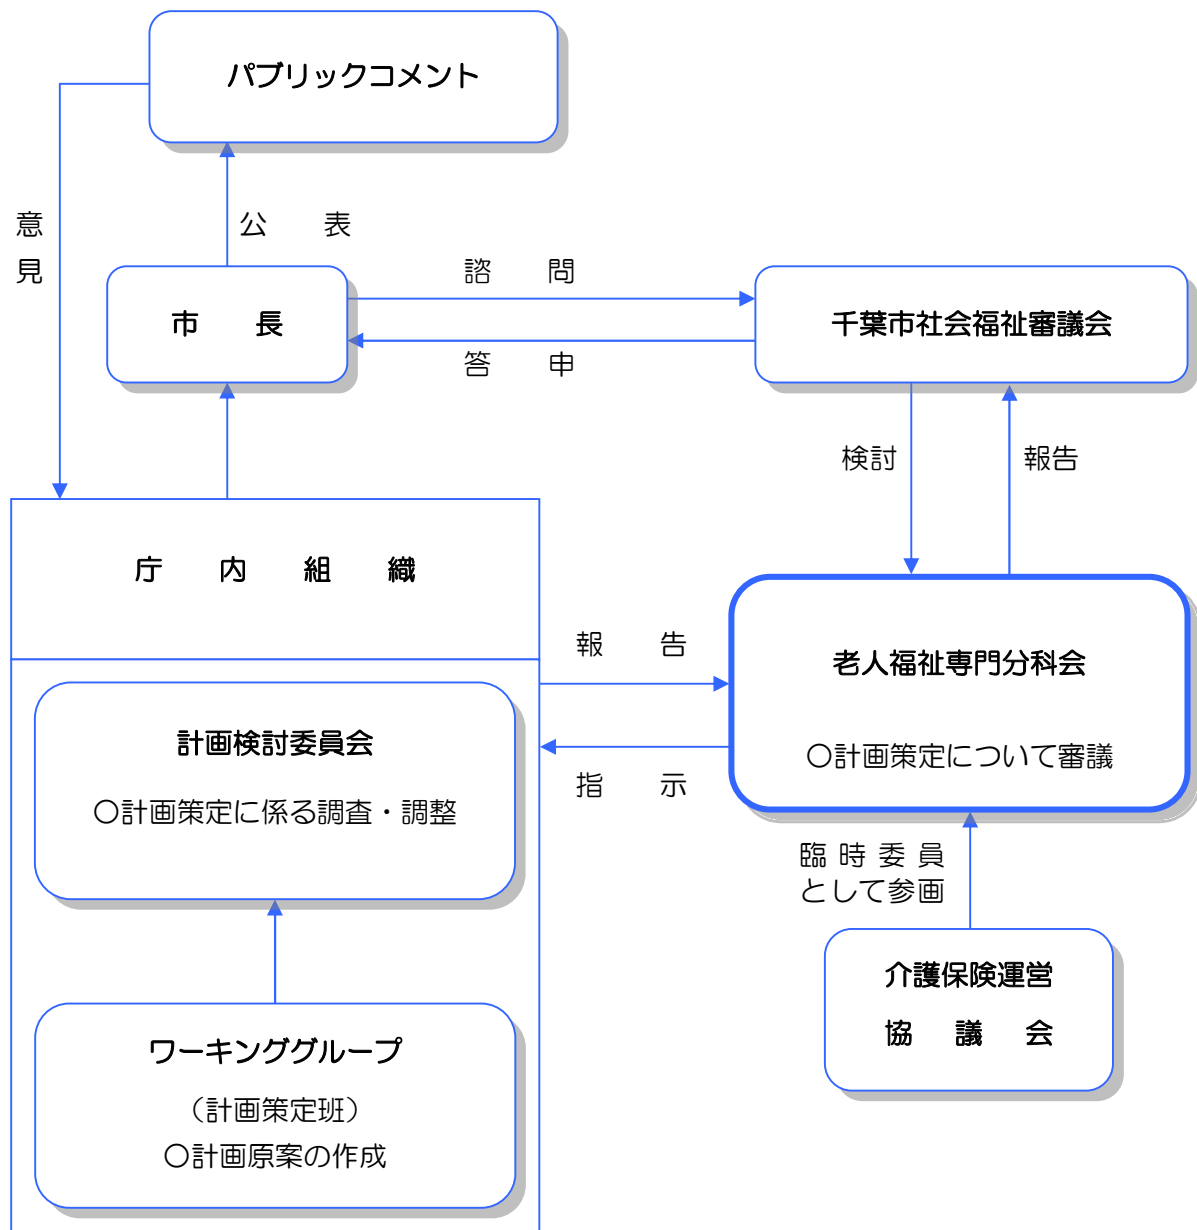 パブリックコメント
意見
公　表
諮　問
市　長
千葉市社会福祉審議会
答　申
検討
報告
庁　内　組　織
報　告
老人福祉専門分科会
計画検討委員会
○計画策定について審議
指　示
○計画策定に係る調査・調整
臨時委員
として参画
介護保険運営
協　議　会
ワーキンググループ
（計画策定班）
○計画原案の作成